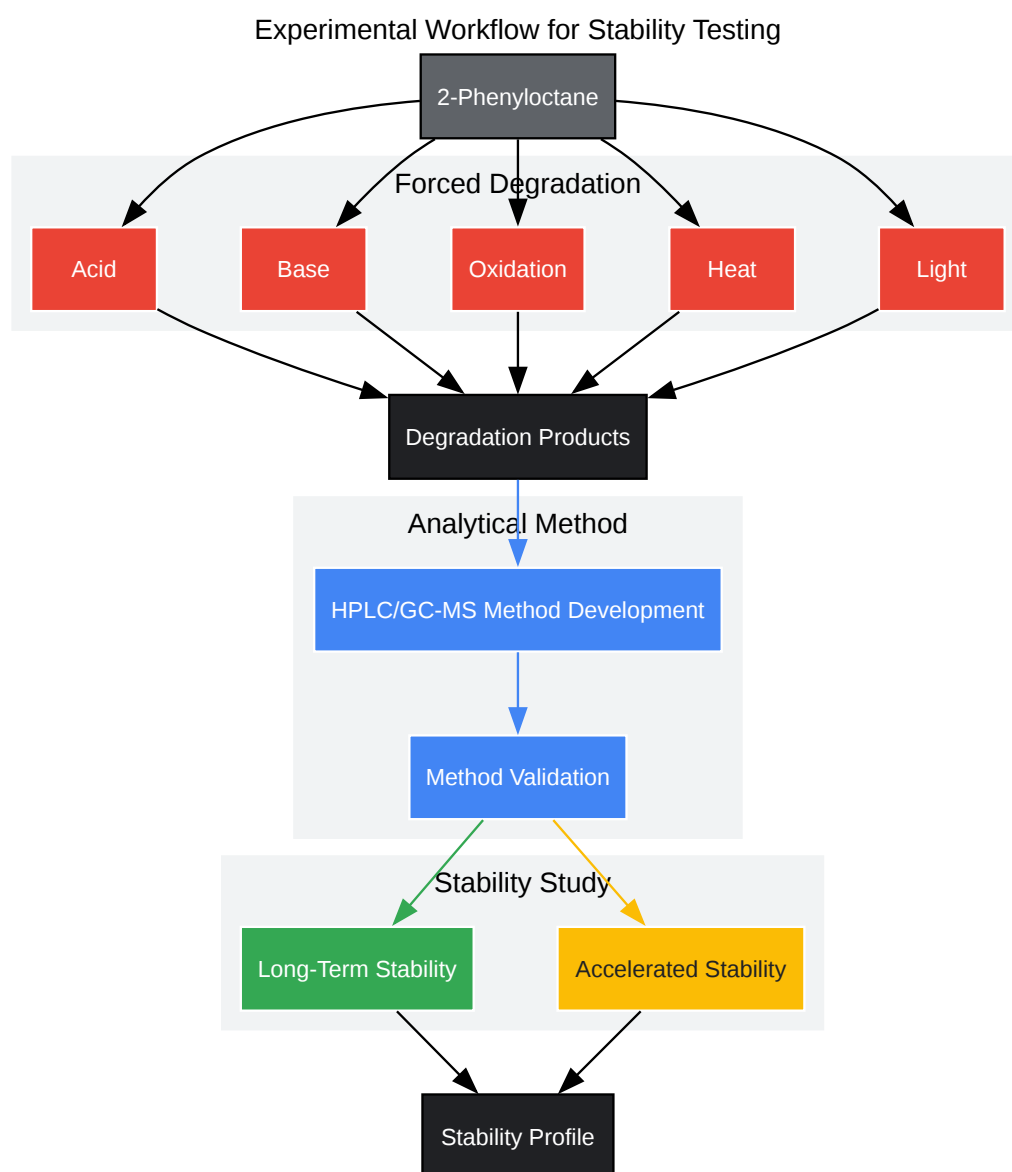 Experimental Workflow for Stability Testing
2-Phenyloctane
Forced Degradation
Acid
Base
Oxidation
Heat
Light
Degradation Products
Analytical Method
HPLC/GC-MS Method Development
Method Validation
Stability Study
Long-Term Stability
Accelerated Stability
Stability Profile